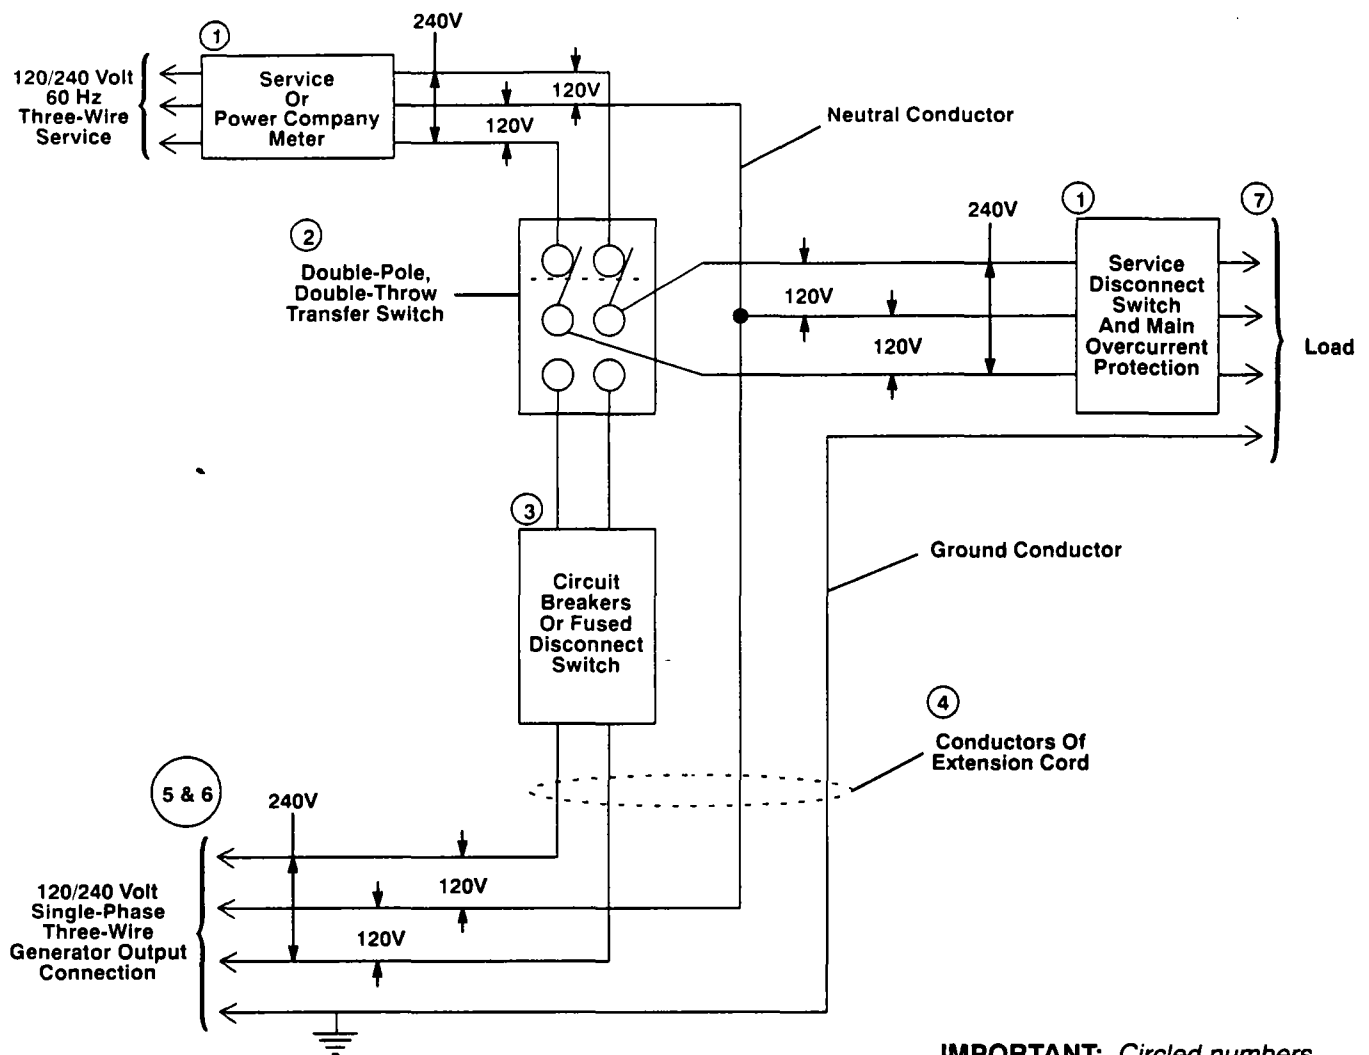 240V
1
120/240 Volt
60 Hz
Three-Wire
Service
Service
Or
Power Company
Meter
120V
120V
Neutral Conductor
2
Double-Pole,
Double-Throw
Transfer Switch
240V
1
7
120V
120V
Service
Disconnect
Switch
And Main
Overcurrent
Protection
Load
3
Circuit
Breakers
Or Fused
Disconnect
Switch
Ground Conductor
4
Conductors Of
Extension Cord
5 & 6
240V
120V
120V
120/240 Volt
Single-Phase
Three-Wire
Generator Output
Connection
IMPORTANT: Circled numbers